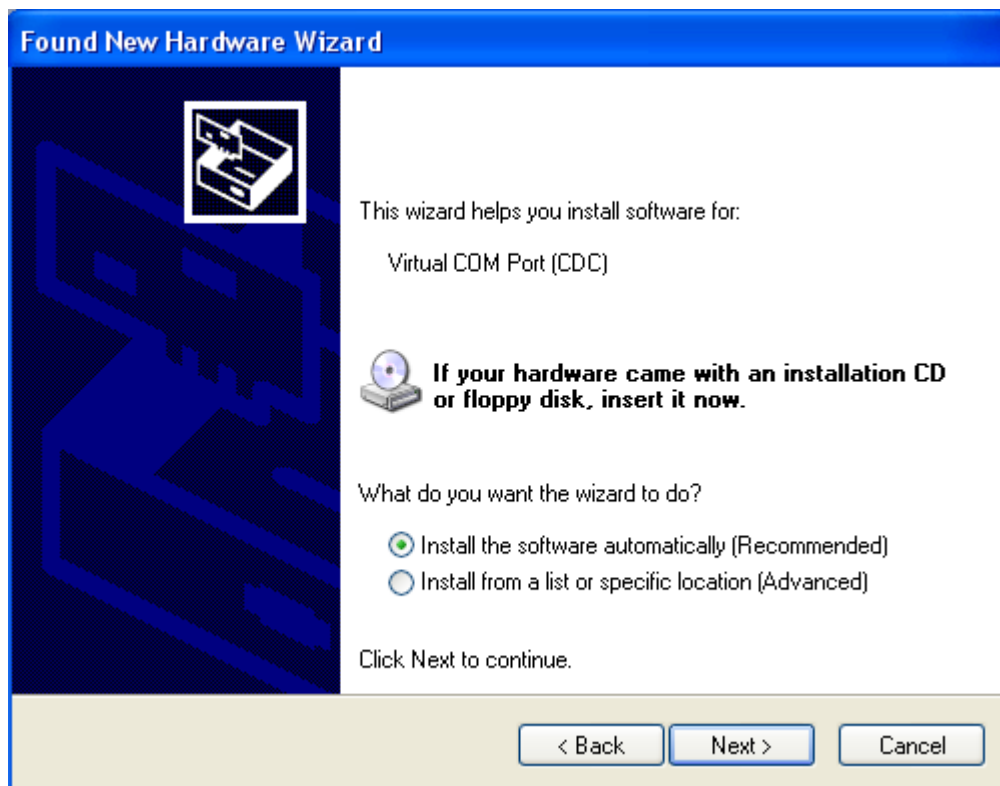 Found New Hardware Wizard
This wizard helps you install software for:
Virtual COM Port (CDC)
If your hardware came with an installation CD
or floppy disk, insert it now.
What do you want the wizard to do?
Install the software automatically (Recommended)
Install from a list or specific location (Advanced)
Click Next to continue.
< Back
Next >
Cancel